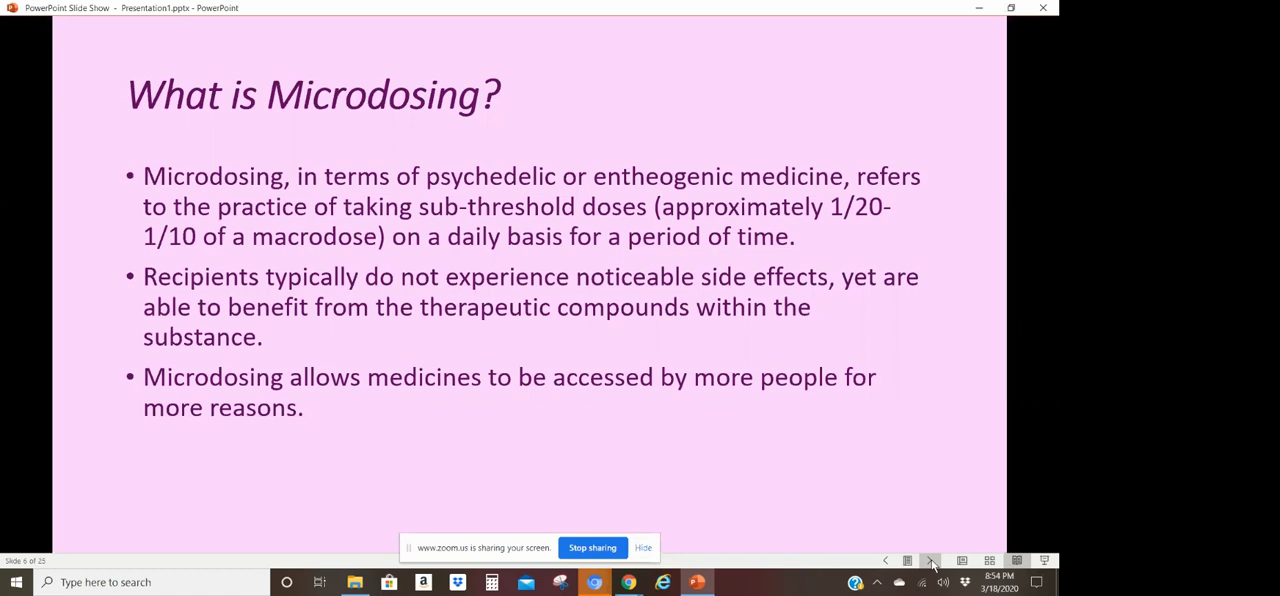 PowerPoint Slide Show - Presentation1.pptx - PowerPoint
What is Microdosing?
• Microdosing, in terms of psychedelic or entheogenic medicine, refers
to the practice of taking sub-threshold doses (approximately 1/20-
1/10 of a macrodose) on a daily basis for a period of time.
• Recipients typically do not experience noticeable side effects, yet are
able to benefit from the therapeutic compounds within the
substance.
• Microdosing allows medicines to be accessed by more people for
more reasons.
www.zoom.us is sharing your screen. Stop sharing Hide
Slide 6 of 25
Type here to search
8:54 PM
3/18/2020